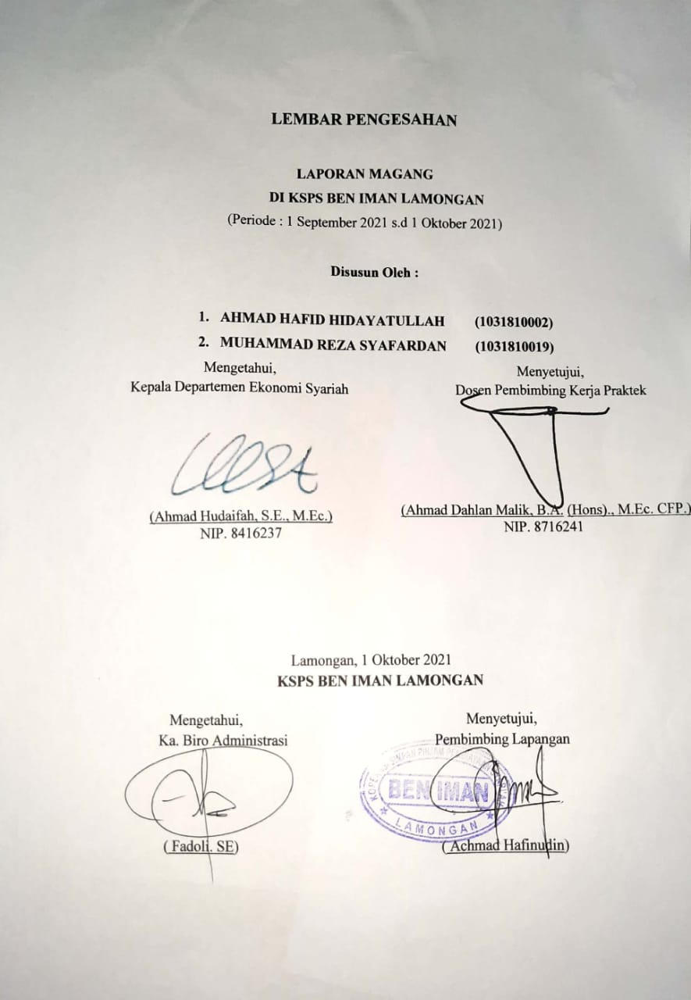 LEMBAR PENGESAHAN
LAPORAN MAGANG
DI KSPS BEN IMAN LAMONGAN
(Periode : 1 September 2021 s.d 1 Oktober 2021)
Disusun Oleh :
1. AHMAD HAFID HIDAYATULLAH (1031810002)
2. MUHAMMAD REZA SYAFARDAN (1031810019)
Mengetahui,
Kepala Departemen Ekonomi Syariah
(Ahmad Hudaifah, S.E., M.Ec.)
NIP. 8416237
Menyetujui,
Dosen Pembimbing Kerja Praktek
(Ahmad Dahlan Malik, B.A. (Hons)., M.Ec. CFP.)
NIP. 8716241
Lamongan, 1 Oktober 2021
KSPS BEN IMAN LAMONGAN
Mengetahui,
Ka. Biro Administrasi
( Fadoli. SE)
Menyetujui,
Pembimbing Lapangan
BEN IMAN
LAMONGAN
( Achmad Hafinudin)